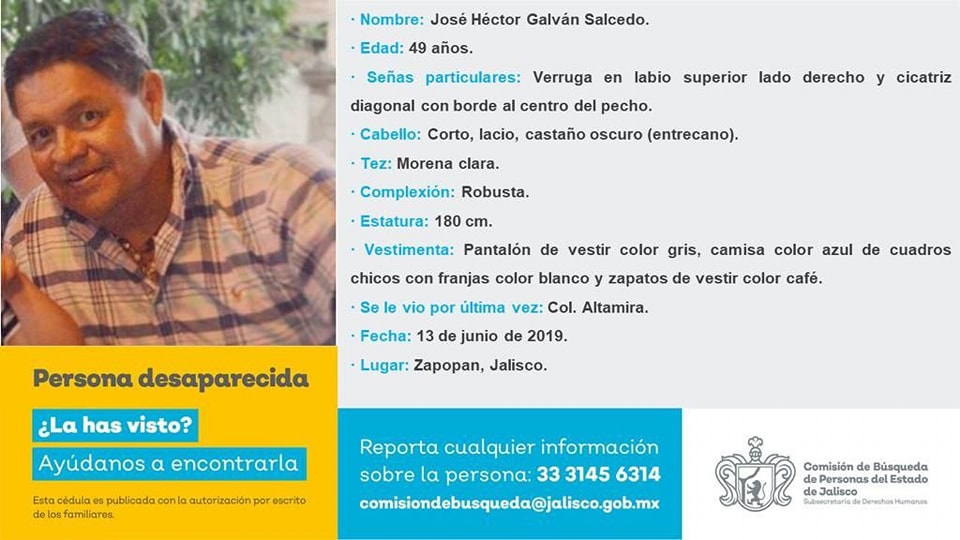 · Nombre: José Héctor Galván Salcedo.
· Edad: 49 años.
· Señas particulares: Verruga en labio superior lado derecho y cicatriz
diagonal con borde al centro del pecho.
· Cabello: Corto, lacio, castaño oscuro (entrecano).
· Tez: Morena clara.
· Complexión: Robusta.
· Estatura: 180 cm.
· Vestimenta: Pantalón de vestir color gris, camisa color azul de cuadros
chicos con franjas color blanco y zapatos de vestir color café.
· Se le vio por última vez: Col. Altamira.
· Fecha: 13 de junio de 2019.
· Lugar: Zapopan, Jalisco.
Persona desaparecida
¿La has visto?
Ayúdanos a encontrarla
Esta cédula es publicada con la autorización por escrito
de los familiares.
Reporta cualquier información
sobre la persona: 33 3145 6314
comisiondebusqueda@jalisco.gob.mx
Comisión de Búsqueda
de Personas del Estado
de Jalisco
Subsecretaría de Derechos Humanos